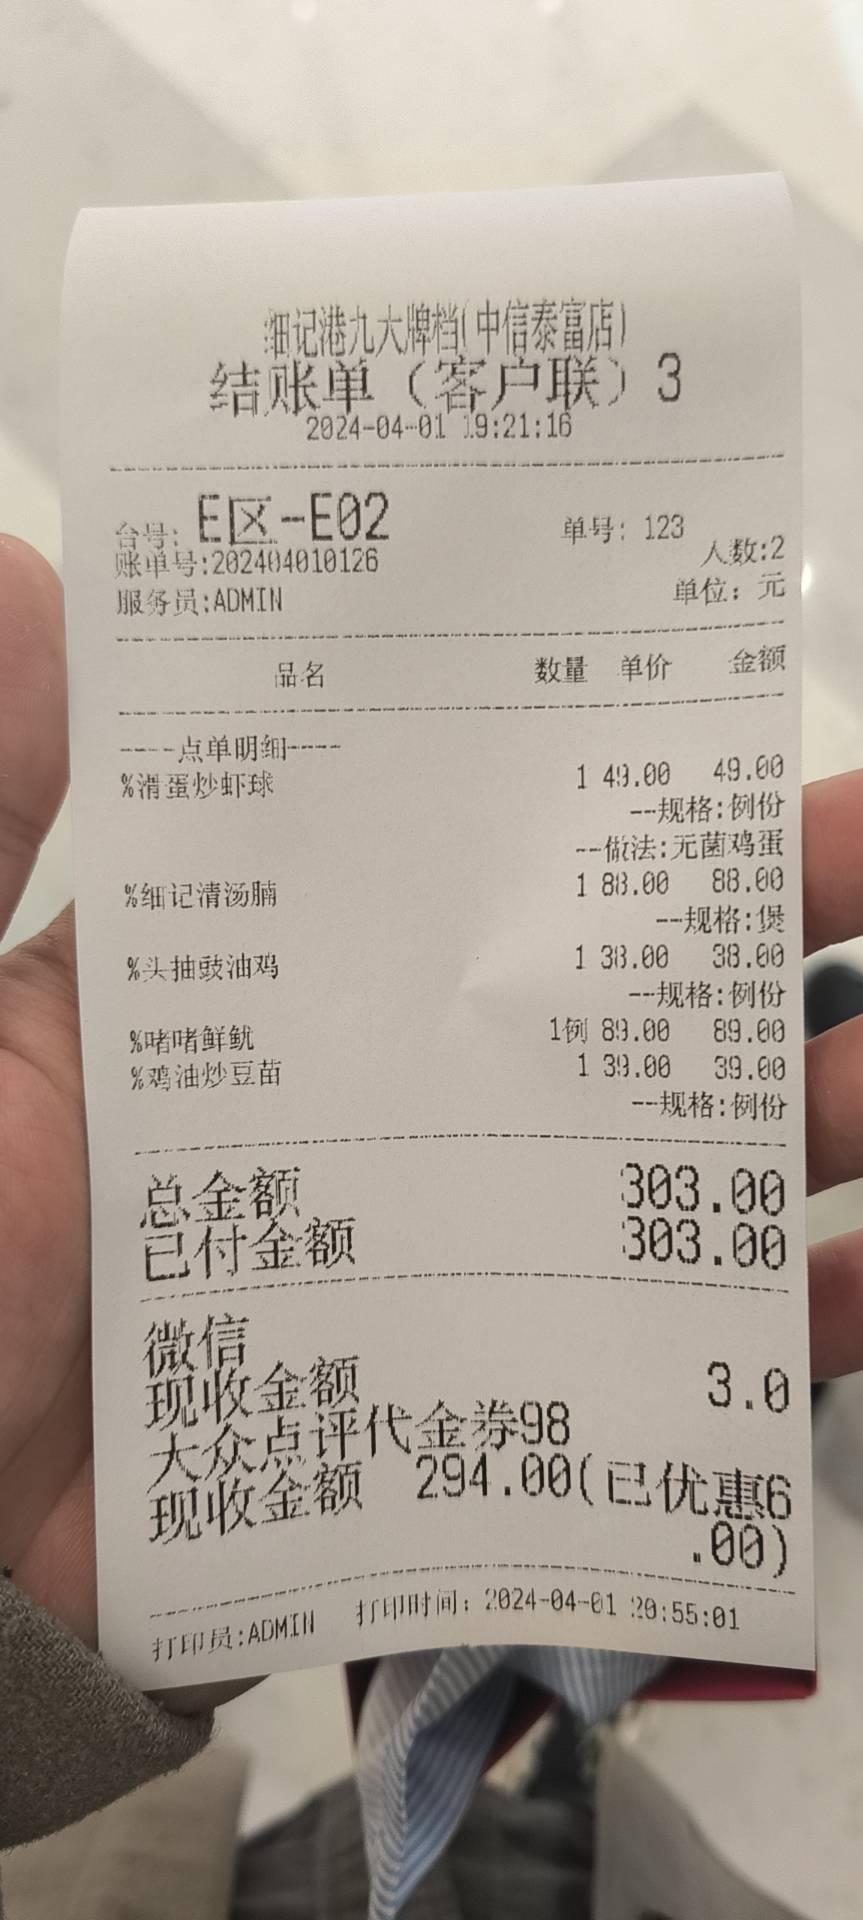 细记港九大牌档(中信泰富店)
结账单（客户联）3
2024-04-01 19:21:16
台号: E区-E02 单号: 123
账单号:202404010126 人数:2
服务员:ADMIN 单位: 元
品名 数量 单价 金额
----点单明细----
%滑蛋炒虾球 1 49.00 49.00
--规格:例份
--做法:无菌鸡蛋
%细记清汤腩 1 88.00 88.00
--规格:煲
%头抽豉油鸡 1 38.00 38.00
--规格:例份
%啫啫鲜鱿 1例 89.00 89.00
%鸡油炒豆苗 1 39.00 39.00
--规格:例份
总金额 303.00
已付金额 303.00
微信
现收金额 3.0
大众点评代金券98
现收金额 294.00(已优惠6
.00)
打印员:ADMIN 打印时间: 2024-04-01 20:55:01